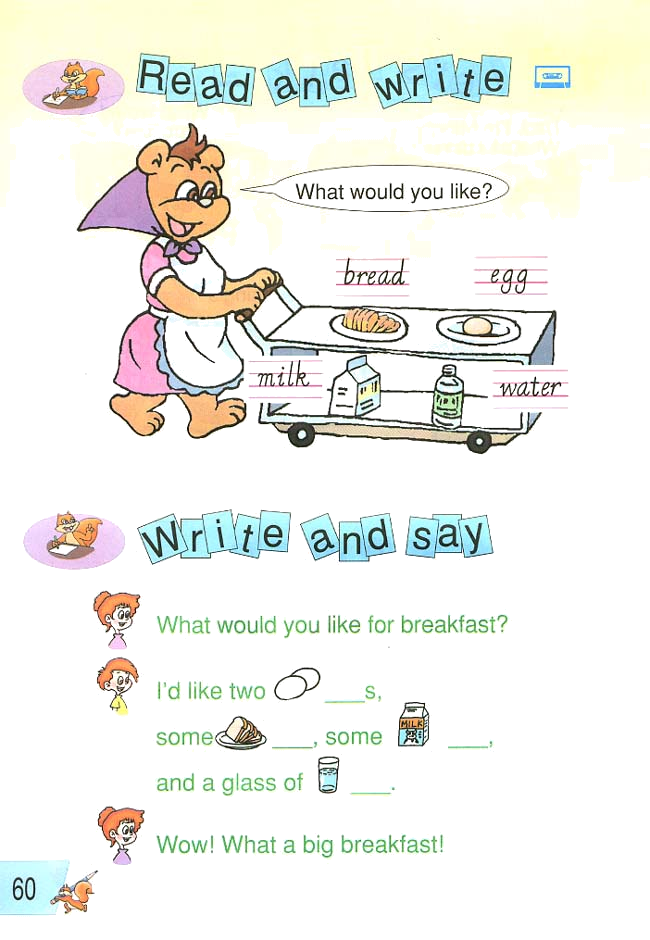 Read and write
What would you like?
bread
egg
milk
water
Write and say
What would you like for breakfast?
I'd like two ___s,
some ___, some MILK ___,
and a glass of ___.
Wow! What a big breakfast!
60